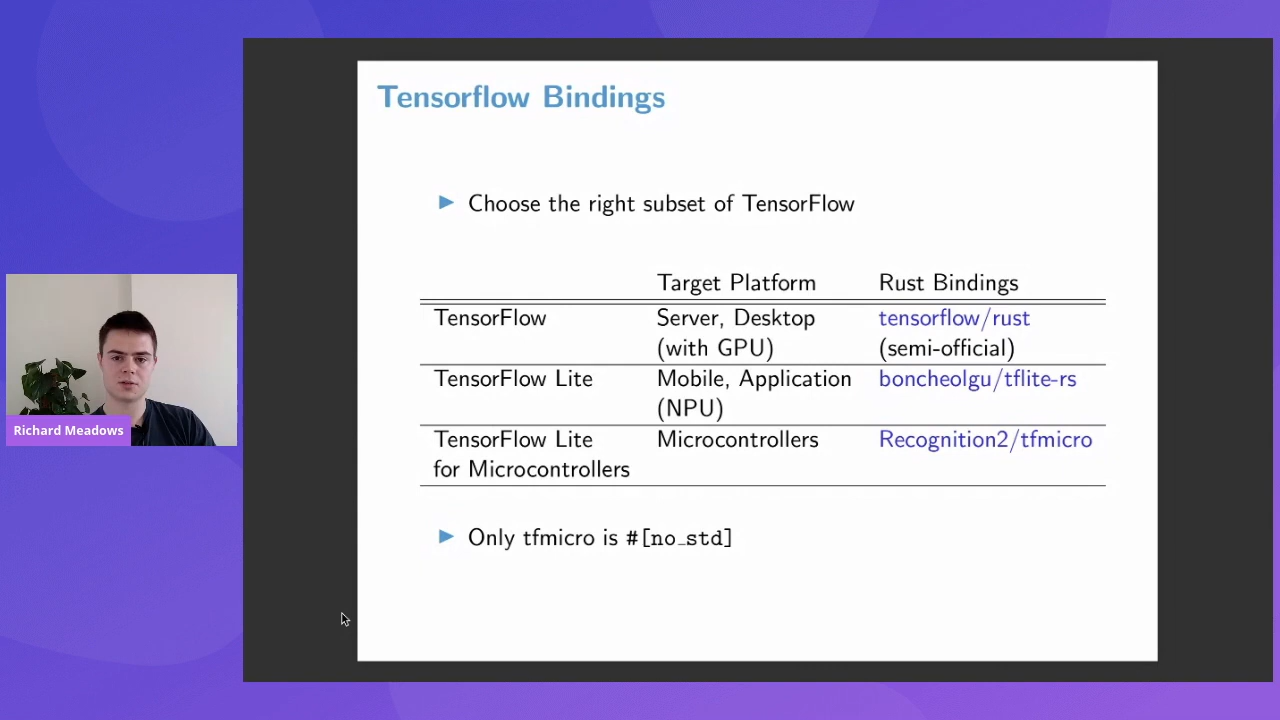 Tensorflow Bindings
Choose the right subset of TensorFlow
Target Platform Rust Bindings
TensorFlow Server, Desktop tensorflow/rust
(with GPU) (semi-official)
TensorFlow Lite Mobile, Application boncheolgu/tflite-rs
(NPU)
TensorFlow Lite Microcontrollers Recognition2/tfmicro
for Microcontrollers
Only tfmicro is #[no_std]
Richard Meadows